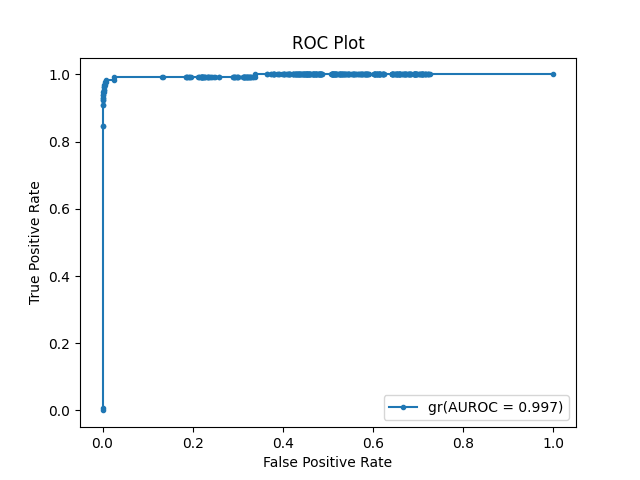 ROC Plot
1.0
0.8
0.6
0.4
0.2
0.0
True Positive Rate
gr(AUROC = 0.997)
0.0 0.2 0.4 0.6 0.8 1.0
False Positive Rate